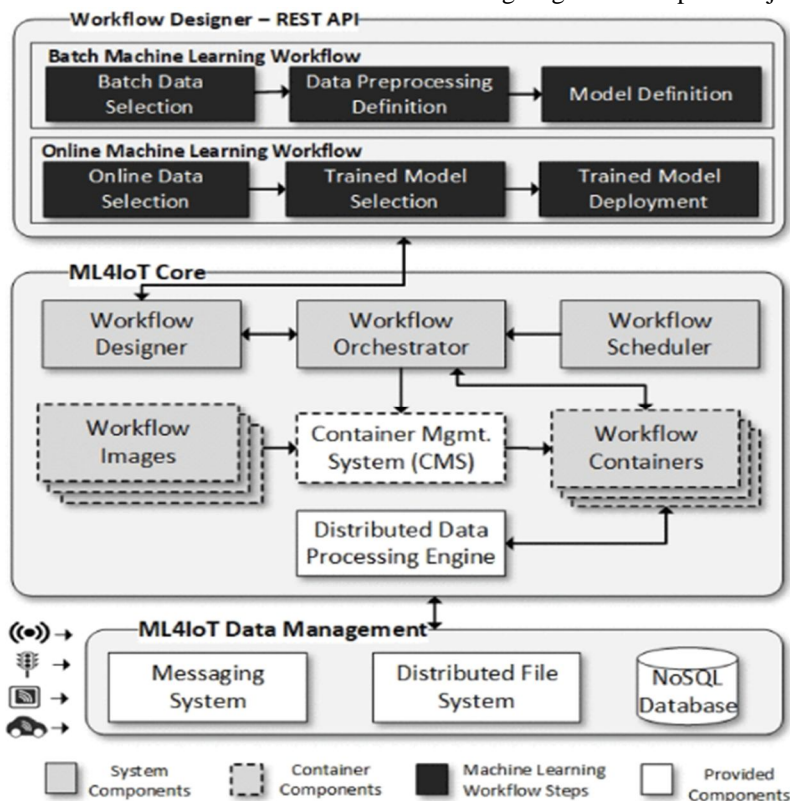 Workflow Designer – REST API
Batch Machine Learning Workflow
Batch Data
Selection
Data Preprocessing
Definition
Model Definition
Online Machine Learning Workflow
Online Data
Selection
Trained Model
Selection
Trained Model
Deployment
ML4IoT Core
Workflow
Designer
Workflow
Orchestrator
Workflow
Scheduler
Workflow
Images
Container Mgmt.
System (CMS)
Workflow
Containers
Distributed Data
Processing Engine
ML4IoT Data Management
Messaging
System
Distributed File
System
NoSQL
Database
System
Components
Container
Components
Machine Learning
Workflow Steps
Provided
Components